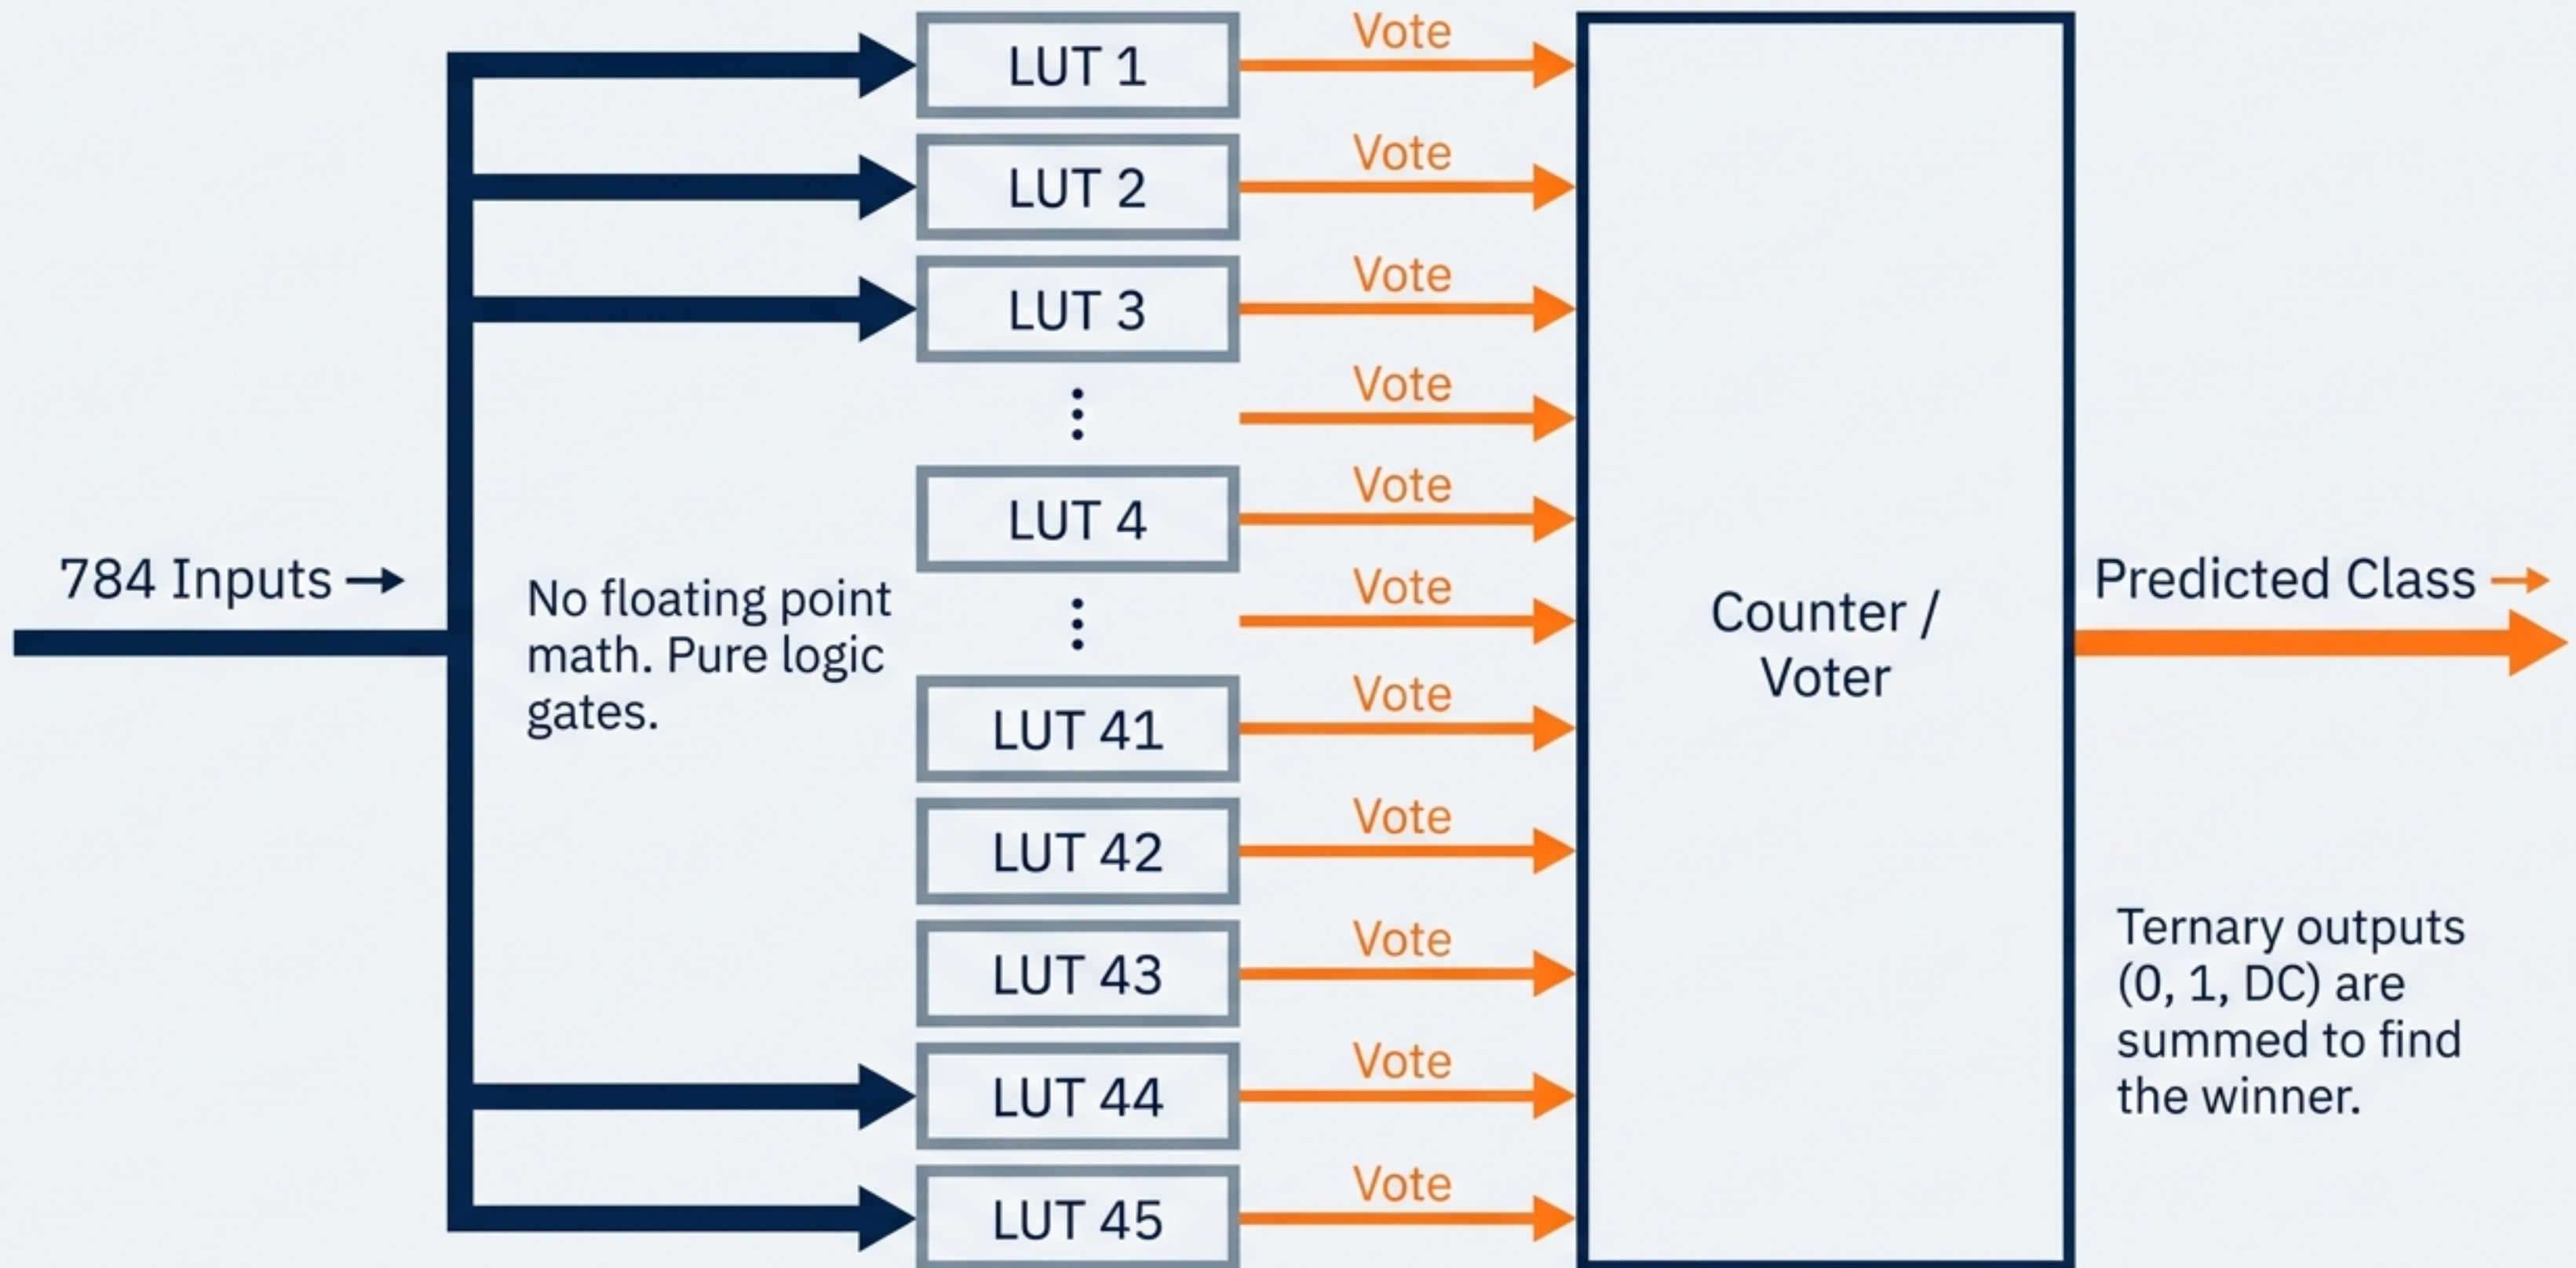 784 Inputs →
No floating point
math. Pure logic
gates.
LUT 1
Vote
LUT 2
Vote
LUT 3
Vote
⋮
Vote
LUT 4
Vote
⋮
Vote
LUT 41
Vote
LUT 42
Vote
LUT 43
Vote
LUT 44
Vote
LUT 45
Vote
Counter /
Voter
Predicted Class →
Ternary outputs
(0, 1, DC) are
summed to find
the winner.